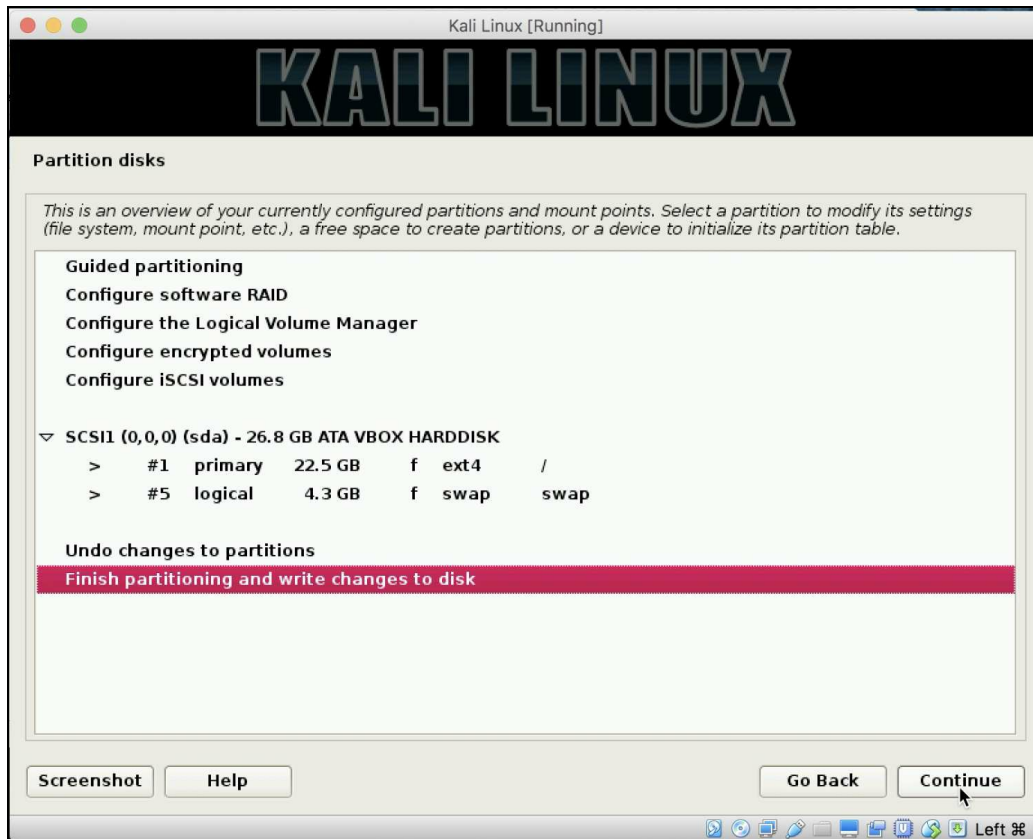 Kali Linux [Running]
KALI LINUX
Partition disks
This is an overview of your currently configured partitions and mount points. Select a partition to modify its settings
(file system, mount point, etc.), a free space to create partitions, or a device to initialize its partition table.
Guided partitioning
Configure software RAID
Configure the Logical Volume Manager
Configure encrypted volumes
Configure iSCSI volumes
SCSI1 (0,0,0) (sda) - 26.8 GB ATA VBOX HARDDISK
> #1 primary 22.5 GB f ext4 /
> #5 logical 4.3 GB f swap swap
Undo changes to partitions
Finish partitioning and write changes to disk
Screenshot Help Go Back Continue
Left ⌘